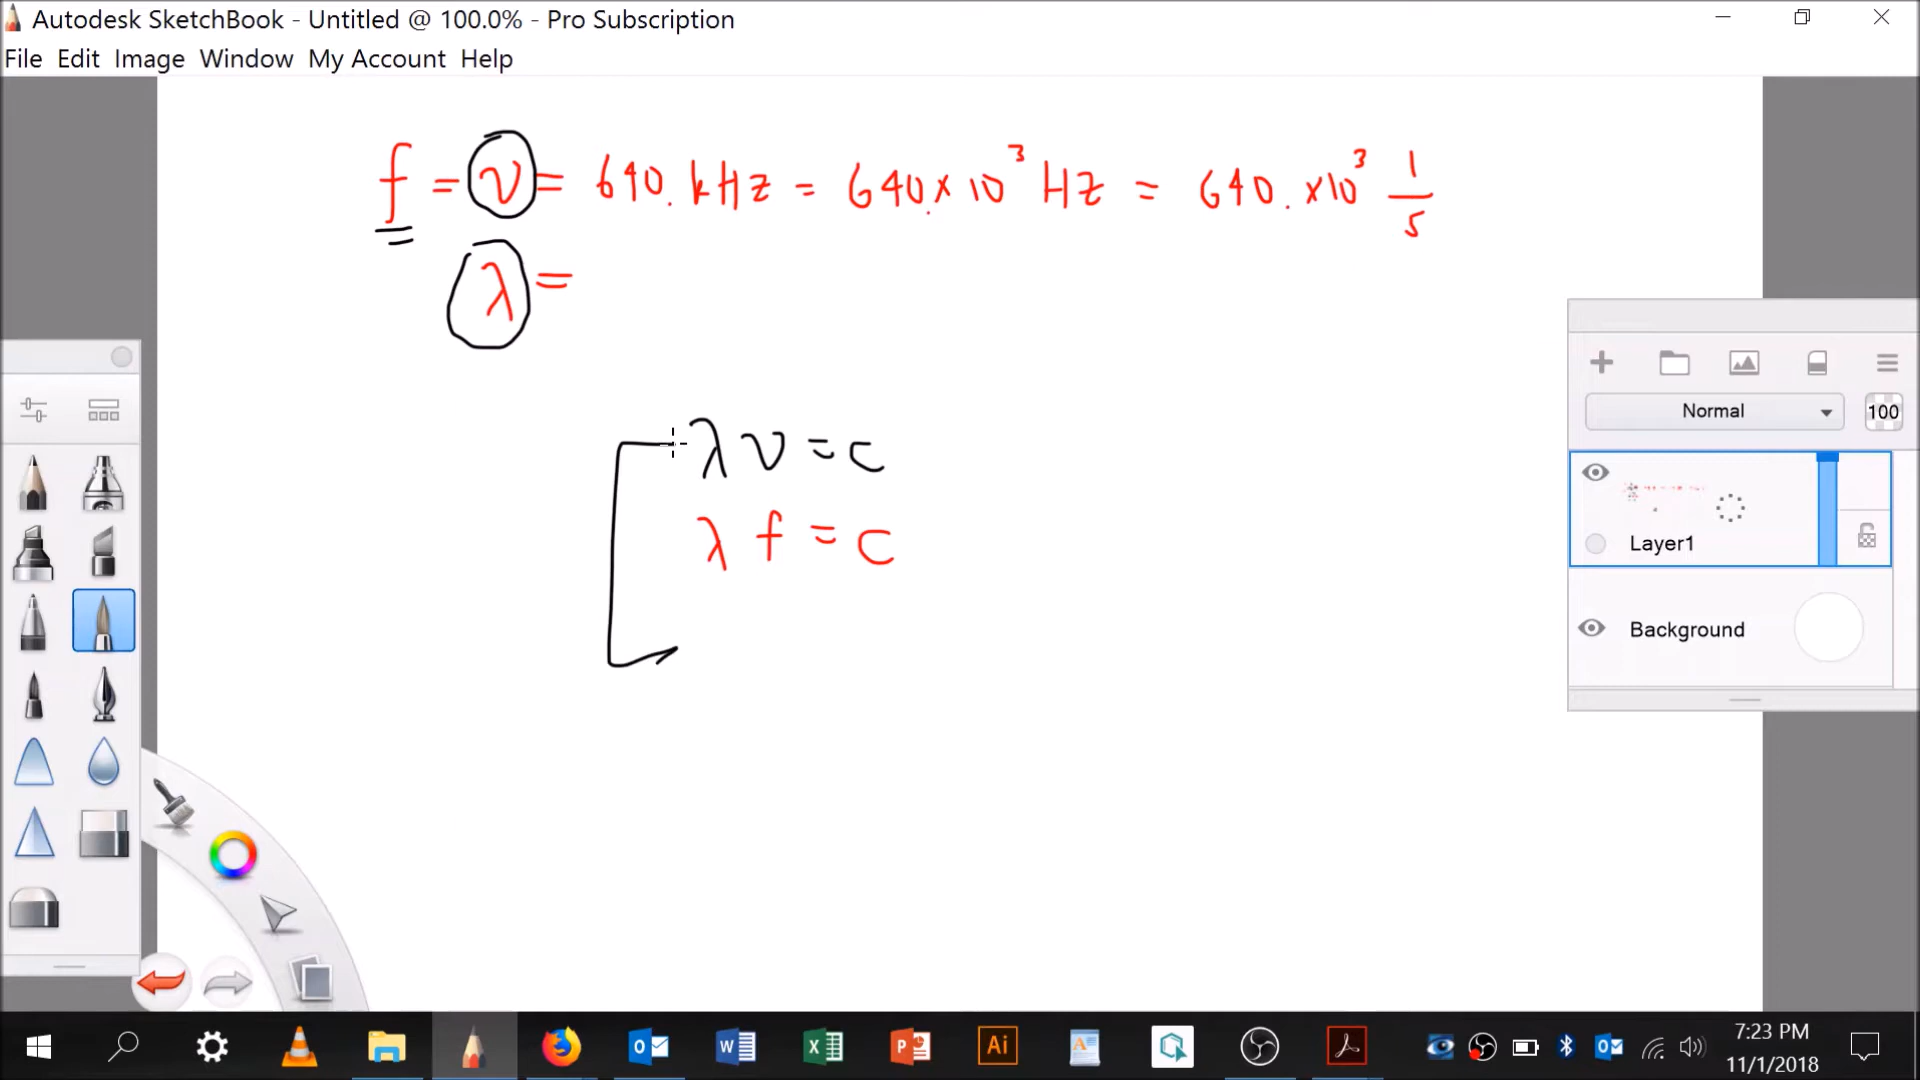 Autodesk SketchBook - Untitled @ 100.0% - Pro Subscription
File Edit Image Window My Account Help
f = ν = 640. kHz = 640. × 10³ Hz = 640. × 10³ 1/s
λ =
λ ν = c
λ f = c
Normal
100
Layer1
Background
Ai
7:23 PM
11/1/2018